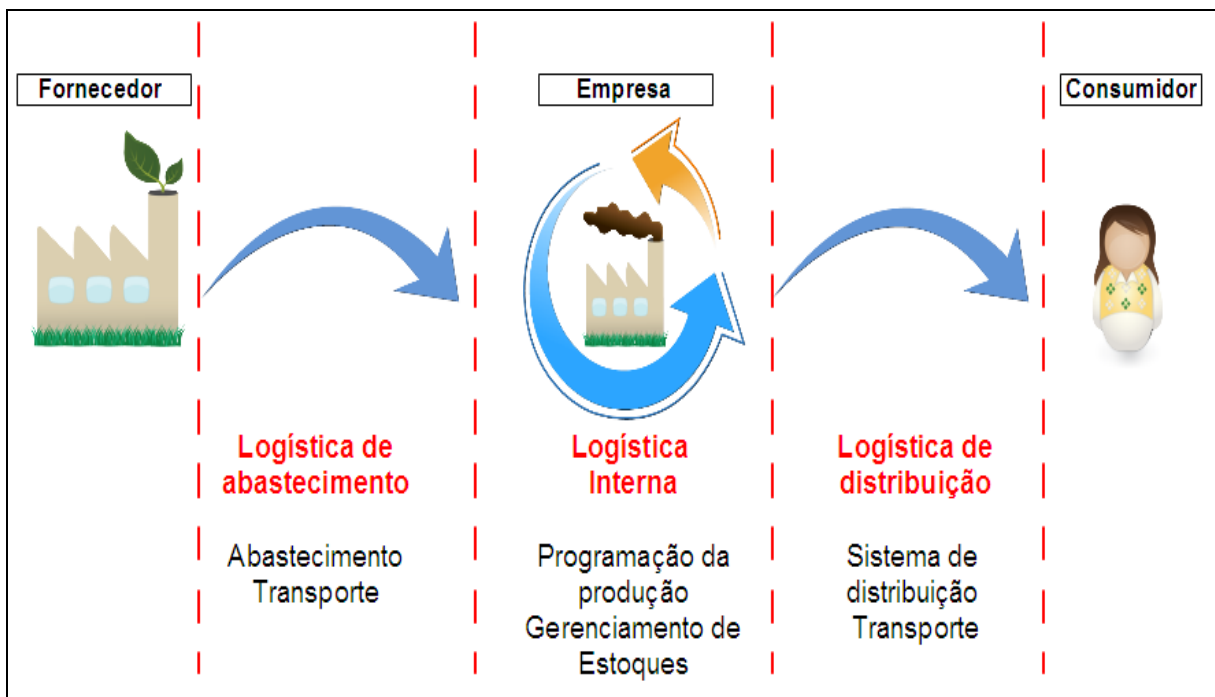 Fornecedor
Empresa
Consumidor
Logística de
abastecimento
Abastecimento
Transporte
Logística
Interna
Programação da
produção
Gerenciamento de
Estoques
Logística de
distribuição
Sistema de
distribuição
Transporte